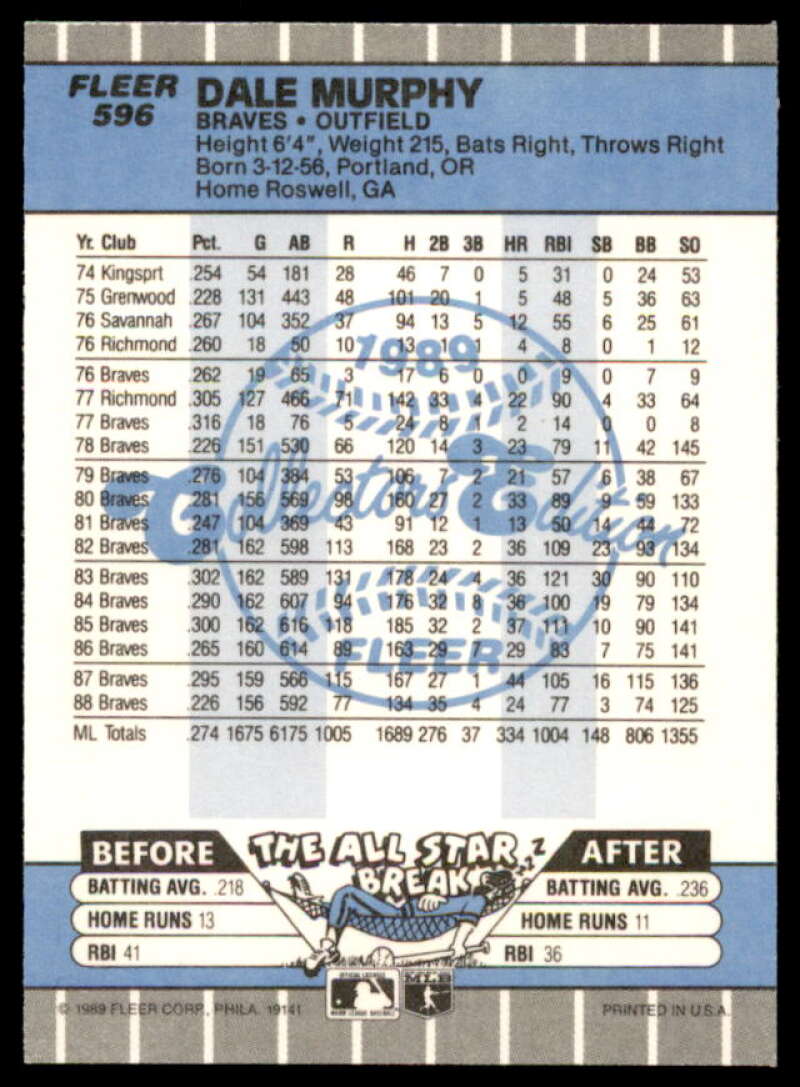 FLEER
596
DALE MURPHY
BRAVES • OUTFIELD
Height 6'4", Weight 215, Bats Right, Throws Right
Born 3-12-56, Portland, OR
Home Roswell, GA
Yr. Club Pct. G AB R H 2B 3B HR RBI SB BB SO
74 Kingsprt .254 54 181 28 46 7 0 5 31 0 24 53
75 Grenwood .228 131 443 48 101 20 1 5 48 5 36 63
76 Savannah .267 104 352 37 94 13 5 12 55 6 25 61
76 Richmond .260 18 50 10 13 10 1 4 8 0 1 12
76 Braves .262 19 65 3 17 6 0 0 9 0 7 9
77 Richmond .305 127 466 71 142 33 4 22 90 4 33 64
77 Braves .316 18 76 5 24 8 1 2 14 0 0 8
78 Braves .226 151 530 66 120 14 3 23 79 11 42 145
79 Braves .276 104 384 53 106 7 2 21 57 6 38 67
80 Braves .281 156 569 98 160 27 2 33 89 9 59 133
81 Braves .247 104 369 43 91 12 1 13 50 14 44 72
82 Braves .281 162 598 113 168 23 2 36 109 23 93 134
83 Braves .302 162 589 131 178 24 4 36 121 30 90 110
84 Braves .290 162 607 94 176 32 8 36 100 19 79 134
85 Braves .300 162 616 118 185 32 2 37 111 10 90 141
86 Braves .265 160 614 89 163 29 7 29 83 7 75 141
87 Braves .295 159 566 115 167 27 1 44 105 16 115 136
88 Braves .226 156 592 77 134 35 4 24 77 3 74 125
ML Totals .274 1675 6175 1005 1689 276 37 334 1004 148 806 1355
1989
Collectors' Edition
FLEER
BEFORE
THE ALL STAR
BREAK
ZZZ
AFTER
BATTING AVG. .218
HOME RUNS 13
RBI 41
BATTING AVG. .236
HOME RUNS 11
RBI 36
OFFICIAL LICENSEE
MAJOR LEAGUE BASEBALL
MLB
© 1989 FLEER CORP., PHILA. 19141
PRINTED IN U.S.A.